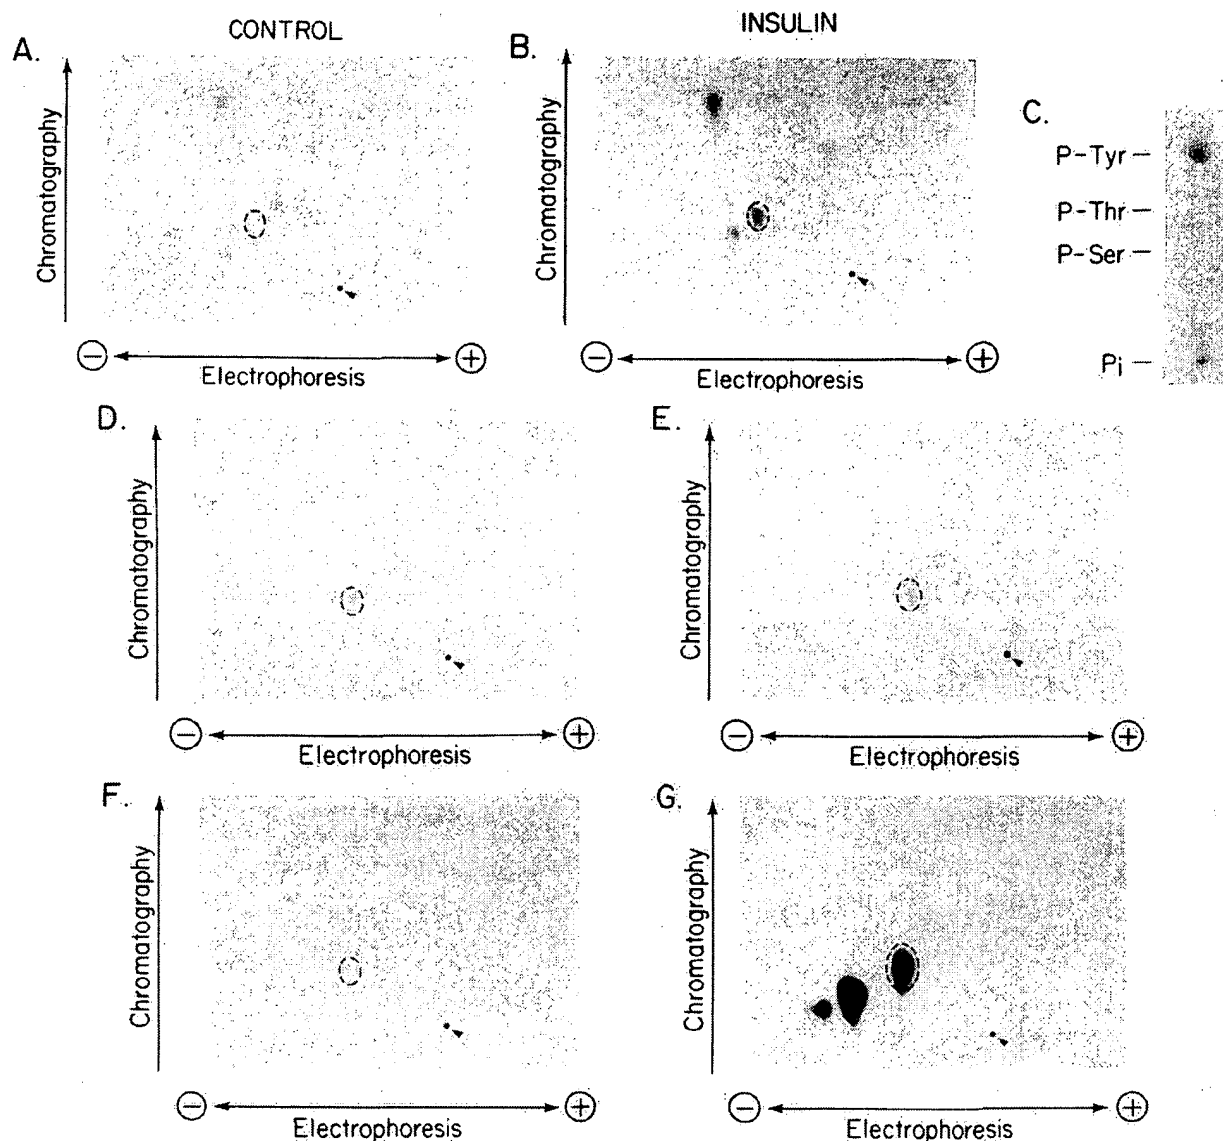 CONTROL
INSULIN
A.
Chromatography
− +
Electrophoresis
B.
Chromatography
− +
Electrophoresis
C.
P-Tyr
P-Thr
P-Ser
Pi
D.
Chromatography
− +
Electrophoresis
E.
Chromatography
− +
Electrophoresis
F.
Chromatography
− +
Electrophoresis
G.
Chromatography
− +
Electrophoresis